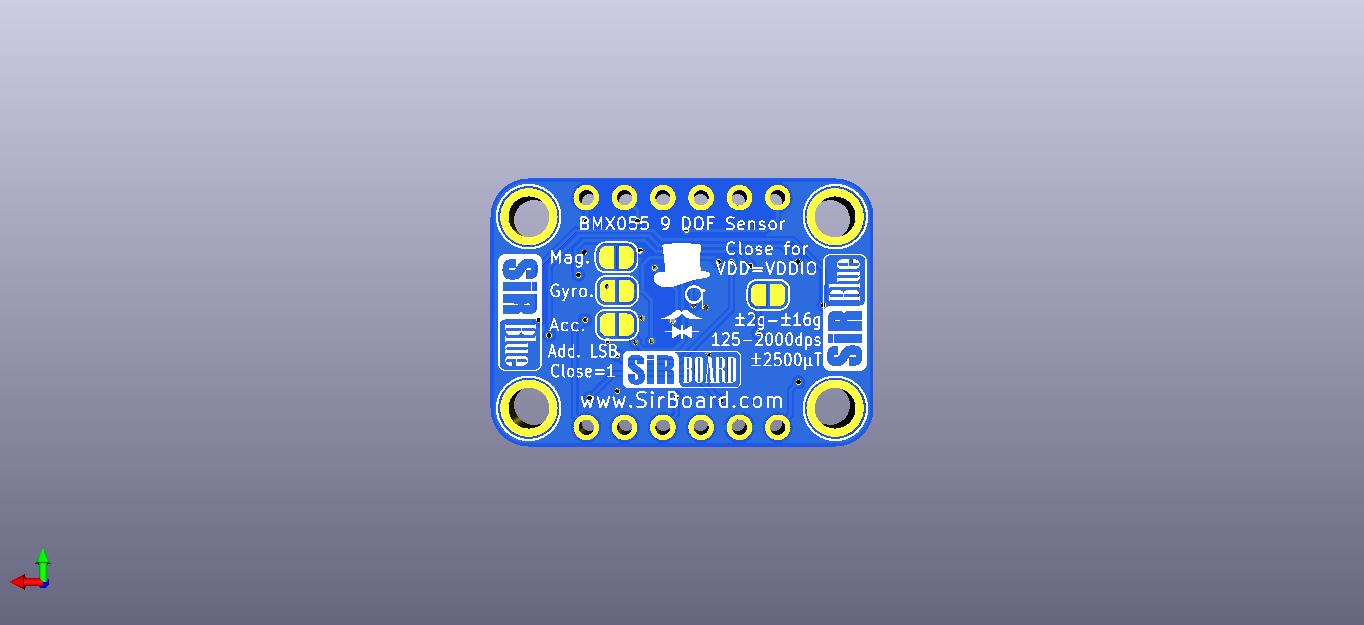 BMX055 9 DOF Sensor
Mag.
Gyro.
Acc.
Add. LSB
Close=1
Close for
VDD=VDDIO
±2g-±16g
125-2000dps
±2500µT
SiR Blue
SiR Blue
SiR BOARD
www.SirBoard.com